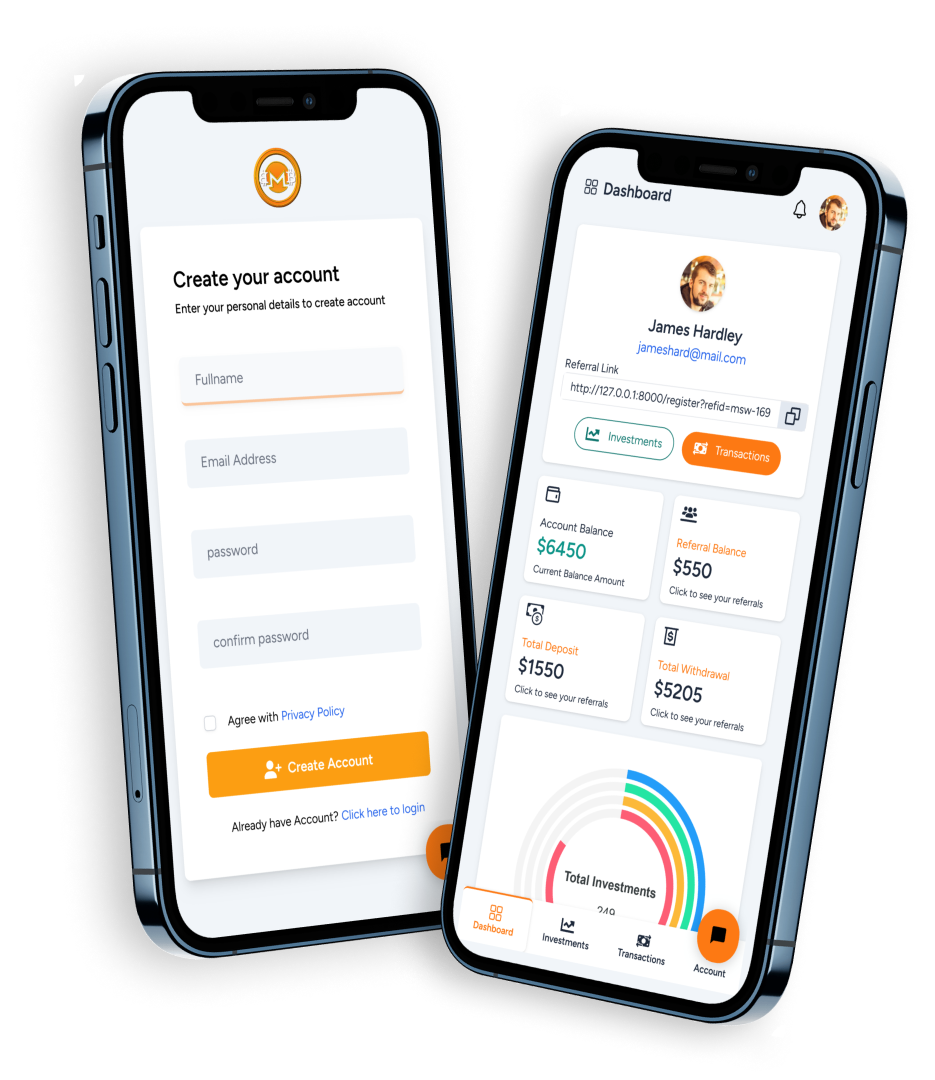 M
Create your account
Enter your personal details to create account
Fullname
Email Address
password
confirm password
Agree with Privacy Policy
Create Account
Already have Account? Click here to login
Dashboard
James Hardley
jameshard@mail.com
Referral Link
http://127.0.0.1:8000/register?refid=msw-169
Investments
Transactions
Account Balance
$6450
Current Balance Amount
Referral Balance
$550
Click to see your referrals
Total Deposit
$1550
Click to see your referrals
Total Withdrawal
$5205
Click to see your referrals
Total Investments
249
Dashboard
Investments
Transactions
Account